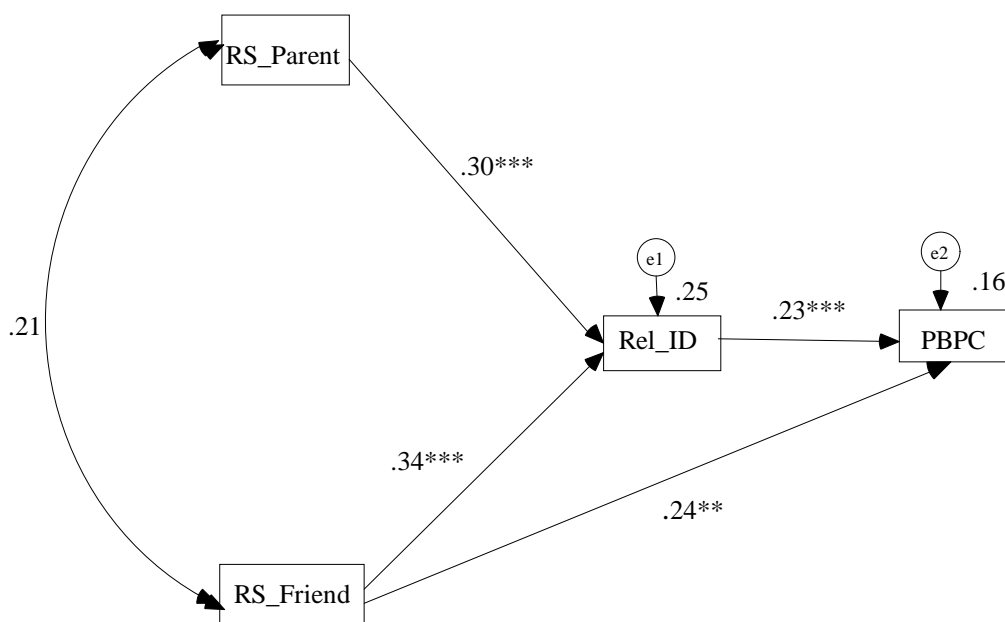 RS_Parent
.30***
e1
e2
.25
.16
.21
Rel_ID
.23***
PBPC
.34***
.24**
RS_Friend